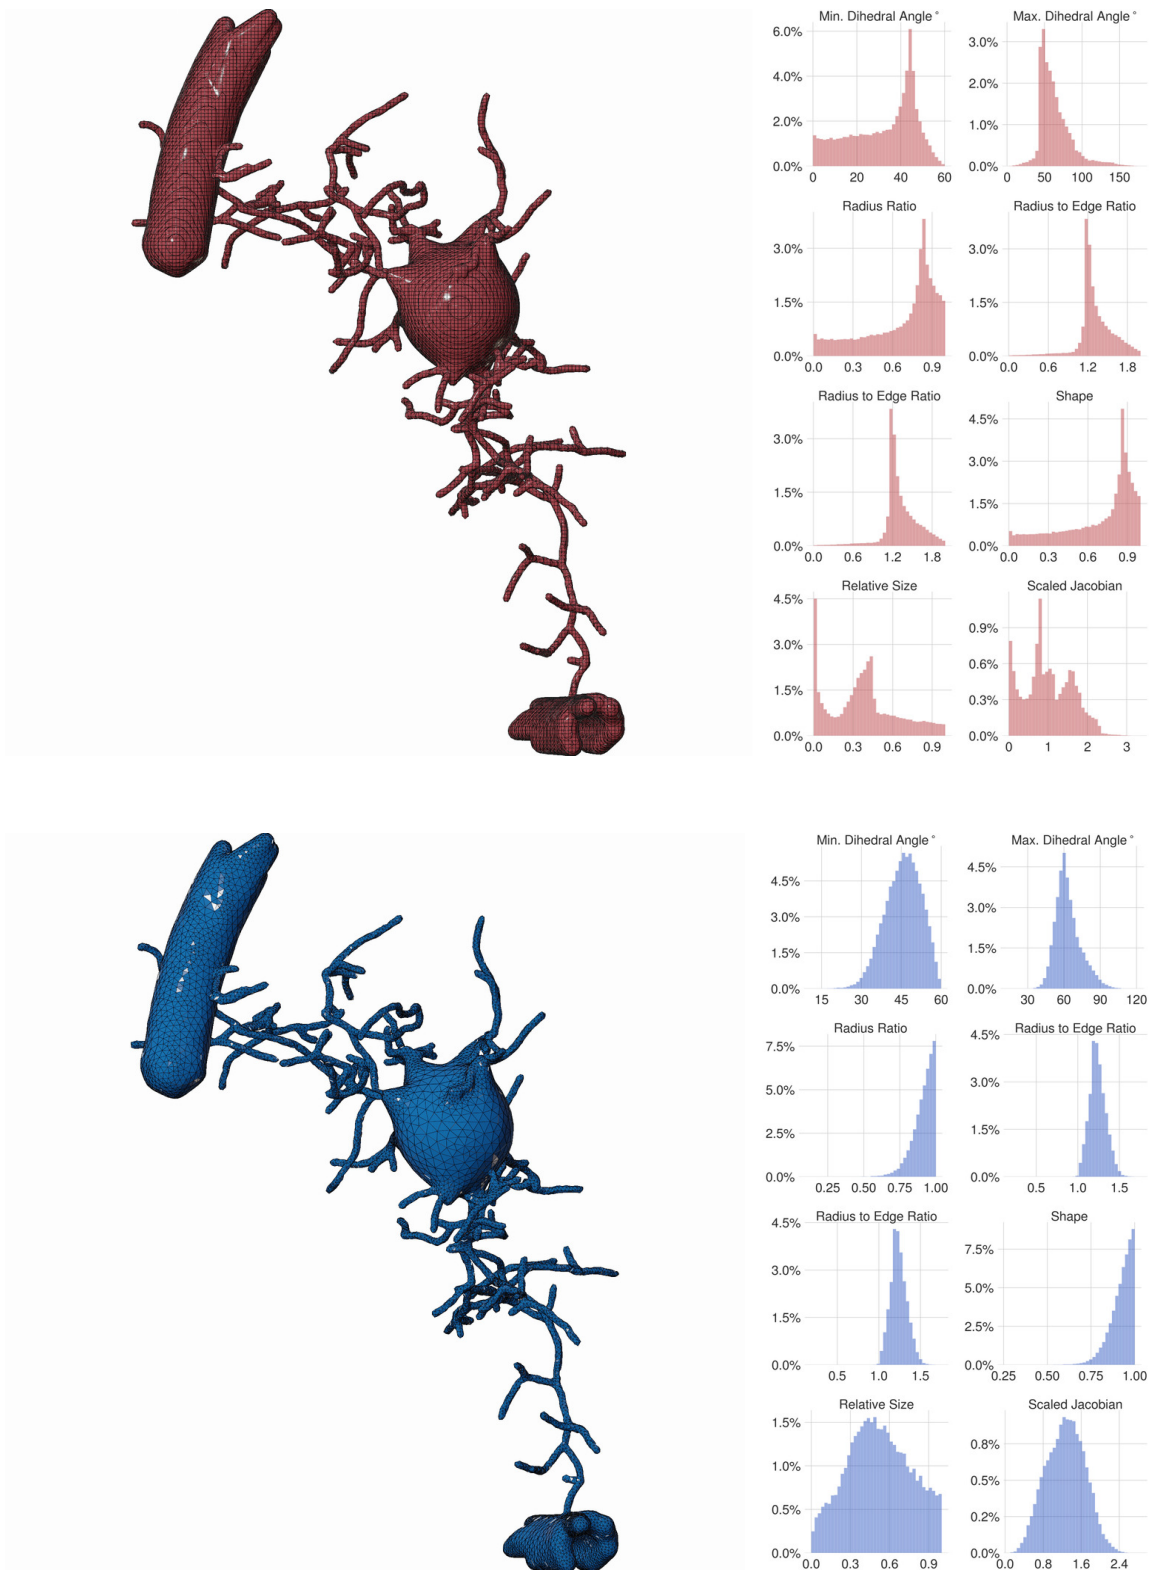 Min. Dihedral Angle °
6.0%
4.0%
2.0%
0.0%
0 20 40 60
Max. Dihedral Angle °
3.0%
2.0%
1.0%
0.0%
0 50 100 150
Radius Ratio
3.0%
1.5%
0.0%
0.0 0.3 0.6 0.9
Radius to Edge Ratio
3.0%
1.5%
0.0%
0.0 0.6 1.2 1.8
Radius to Edge Ratio
3.0%
1.5%
0.0%
0.0 0.6 1.2 1.8
Shape
4.5%
3.0%
1.5%
0.0%
0.0 0.3 0.6 0.9
Relative Size
4.5%
3.0%
1.5%
0.0%
0.0 0.3 0.6 0.9
Scaled Jacobian
0.9%
0.6%
0.3%
0.0%
0 1 2 3
Min. Dihedral Angle °
4.5%
3.0%
1.5%
0.0%
15 30 45 60
Max. Dihedral Angle °
4.5%
3.0%
1.5%
0.0%
30 60 90 120
Radius Ratio
7.5%
5.0%
2.5%
0.0%
0.25 0.50 0.75 1.00
Radius to Edge Ratio
4.5%
3.0%
1.5%
0.0%
0.5 1.0 1.5
Radius to Edge Ratio
4.5%
3.0%
1.5%
0.0%
0.5 1.0 1.5
Shape
7.5%
5.0%
2.5%
0.0%
0.25 0.50 0.75 1.00
Relative Size
1.5%
1.0%
0.5%
0.0%
0.0 0.3 0.6 0.9
Scaled Jacobian
0.8%
0.5%
0.2%
0.0%
0.0 0.8 1.6 2.4